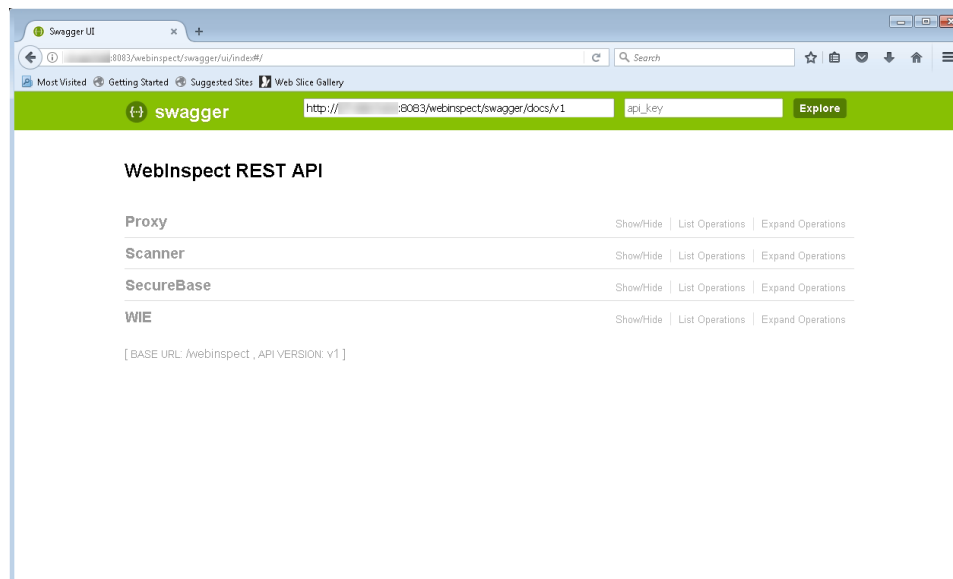 Swagger UI
:8083/webinspect/swagger/ui/index#/
Search
Most Visited Getting Started Suggested Sites Web Slice Gallery
swagger http:// :8083/webinspect/swagger/docs/v1 api_key Explore
WebInspect REST API
Proxy Show/Hide List Operations Expand Operations
Scanner Show/Hide List Operations Expand Operations
SecureBase Show/Hide List Operations Expand Operations
WIE Show/Hide List Operations Expand Operations
[ BASE URL: /webinspect , API VERSION: v1 ]